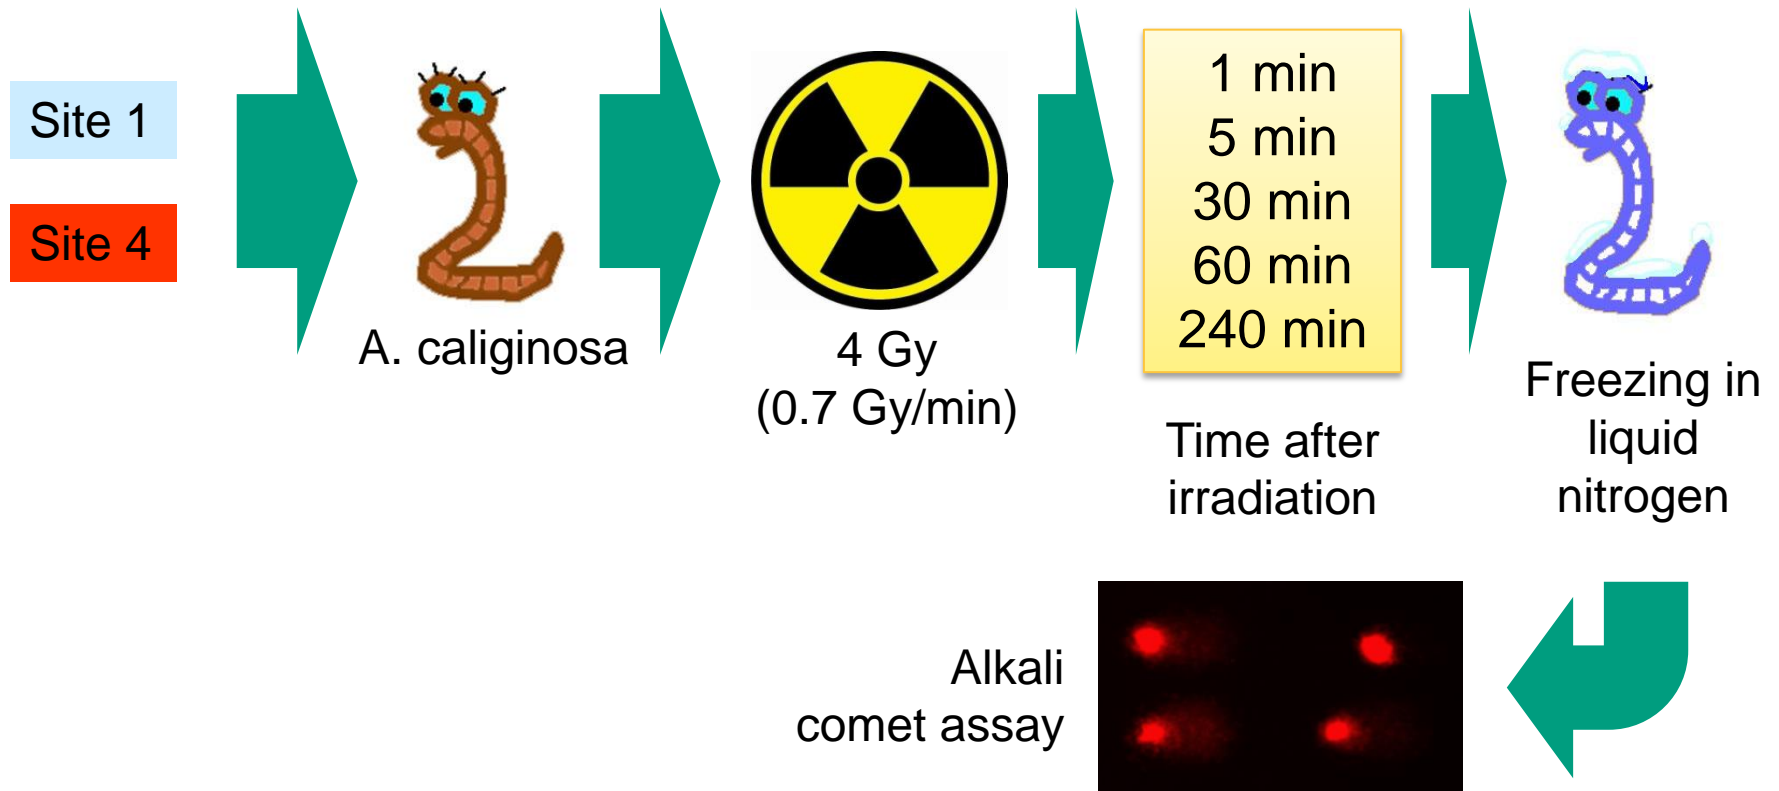 Site 1
Site 4
A. caliginosa
4 Gy
(0.7 Gy/min)
1 min
5 min
30 min
60 min
240 min
Time after
irradiation
Freezing in
liquid
nitrogen
Alkali
comet assay